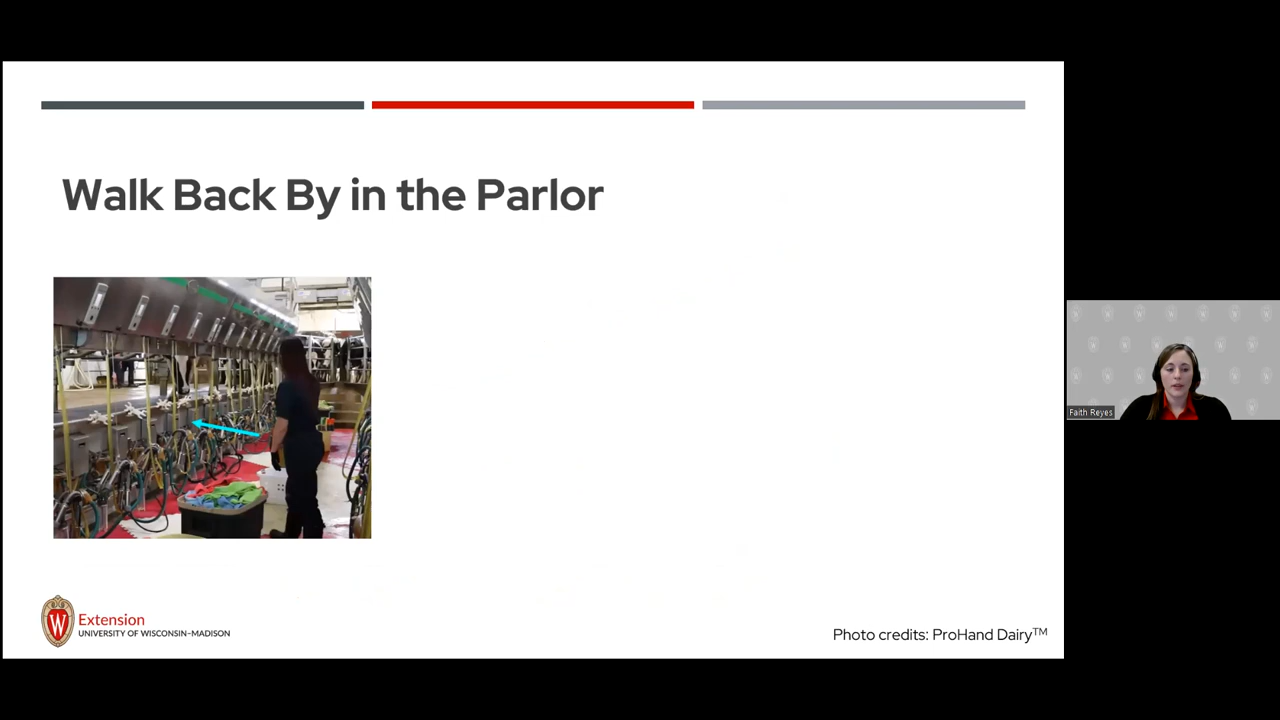 Walk Back By in the Parlor
Faith Reyes
Extension
UNIVERSITY OF WISCONSIN–MADISON
Photo credits: ProHand Dairy™